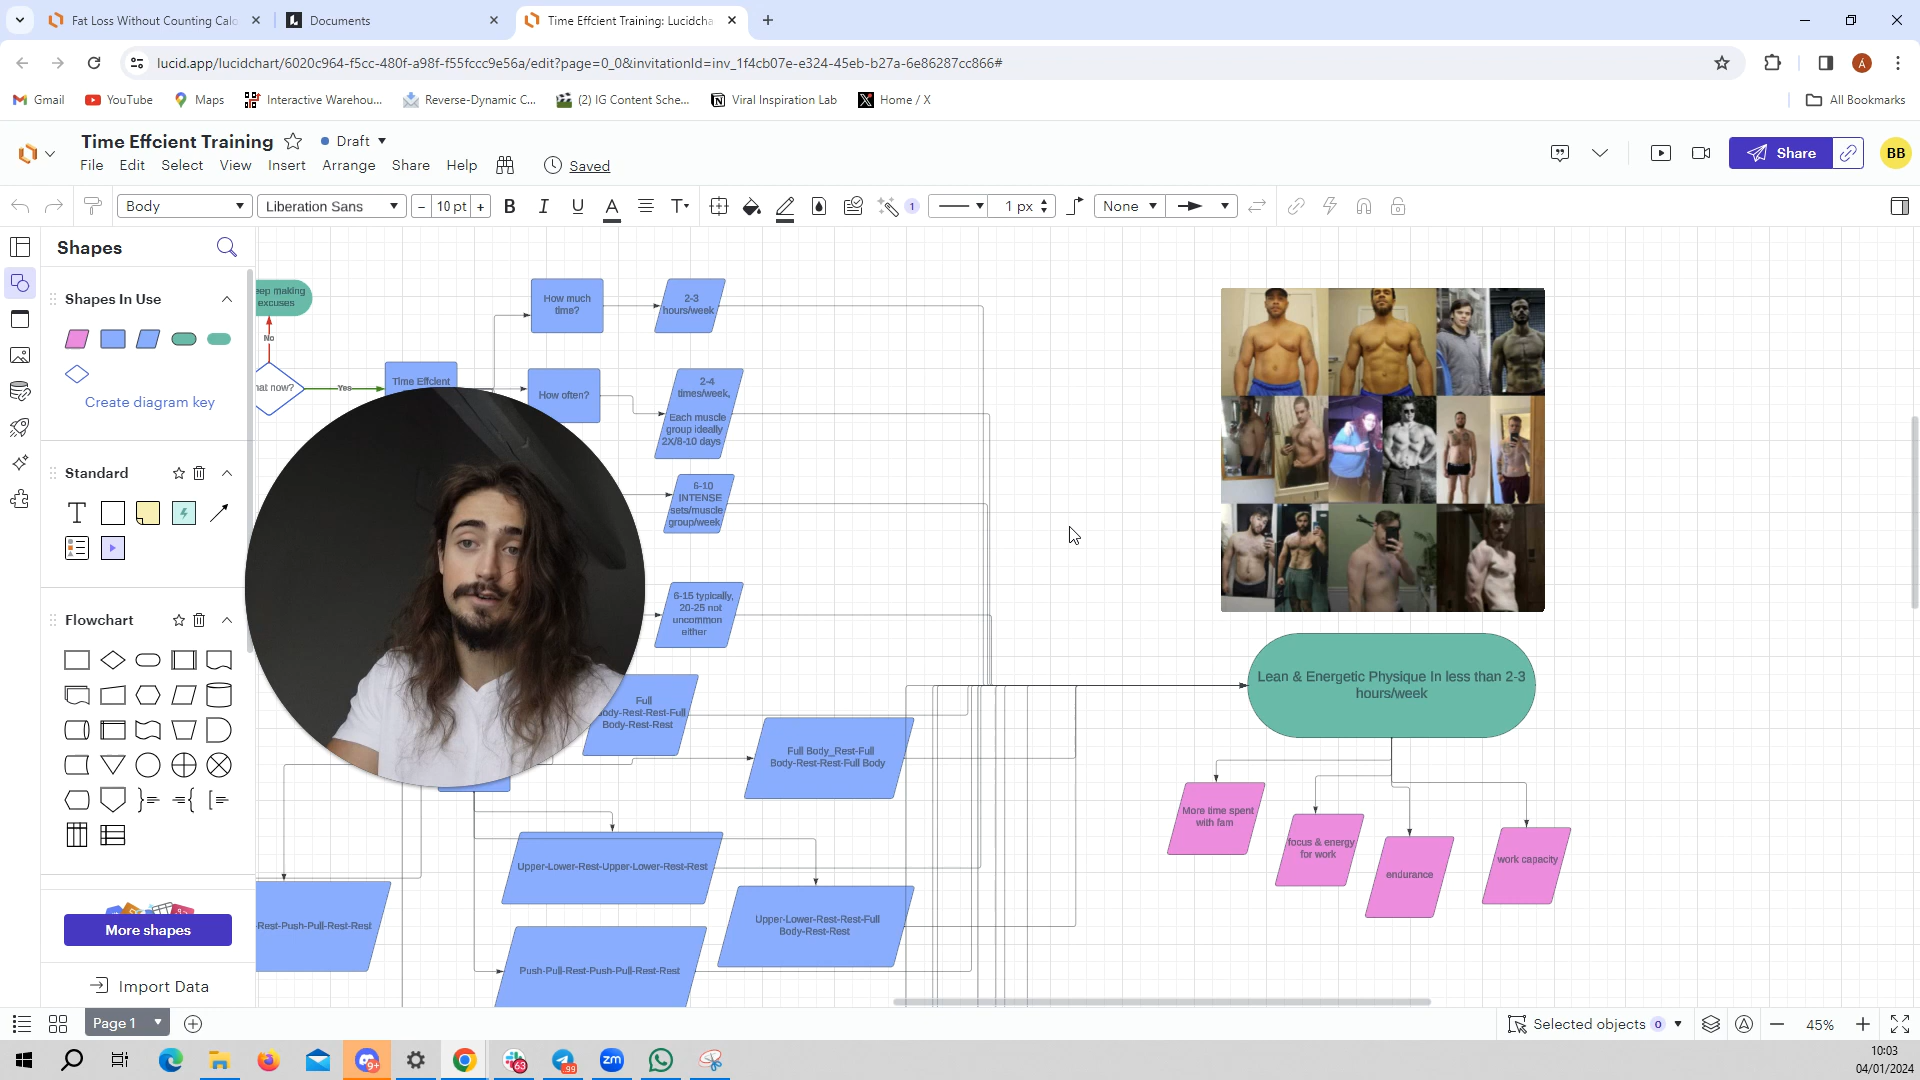 Fat Loss Without Counting Calo
Documents
Time Effcient Training: Lucidcha
lucid.app/lucidchart/6020c964-f5cc-480f-a98f-f55fccc9e56a/edit?page=0_0&invitationId=inv_1f4cb07e-e324-45eb-b27a-6e86287cc866#
Gmail
YouTube
Maps
Interactive Warehou...
Reverse-Dynamic C...
(2) IG Content Sche...
Viral Inspiration Lab
Home / X
All Bookmarks
Time Effcient Training
Draft
File
Edit
Select
View
Insert
Arrange
Share
Help
Saved
Share
BB
Body
Liberation Sans
10 pt
1 px
None
Shapes
Shapes In Use
Create diagram key
Standard
Flowchart
More shapes
Import Data
eep making
excuses
No
hat now?
Yes
Time Effcient
How much
time?
2-3
hours/week
How often?
2-4
times/week,
Each muscle
group ideally
2X/8-10 days
6-10
INTENSE
sets/muscle
group/week
6-15 typically,
20-25 not
uncommon
either
Full
ody-Rest-Rest-Full
Body-Rest-Rest
Full Body_Rest-Full
Body-Rest-Rest-Full Body
Upper-Lower-Rest-Upper-Lower-Rest-Rest
Upper-Lower-Rest-Rest-Full
Body-Rest-Rest
-Rest-Push-Pull-Rest-Rest
Push-Pull-Rest-Push-Pull-Rest-Rest
Lean & Energetic Physique In less than 2-3
hours/week
More time spent
with fam
focus & energy
for work
endurance
work capacity
Page 1
Selected objects
0
45%
10:03
04/01/2024